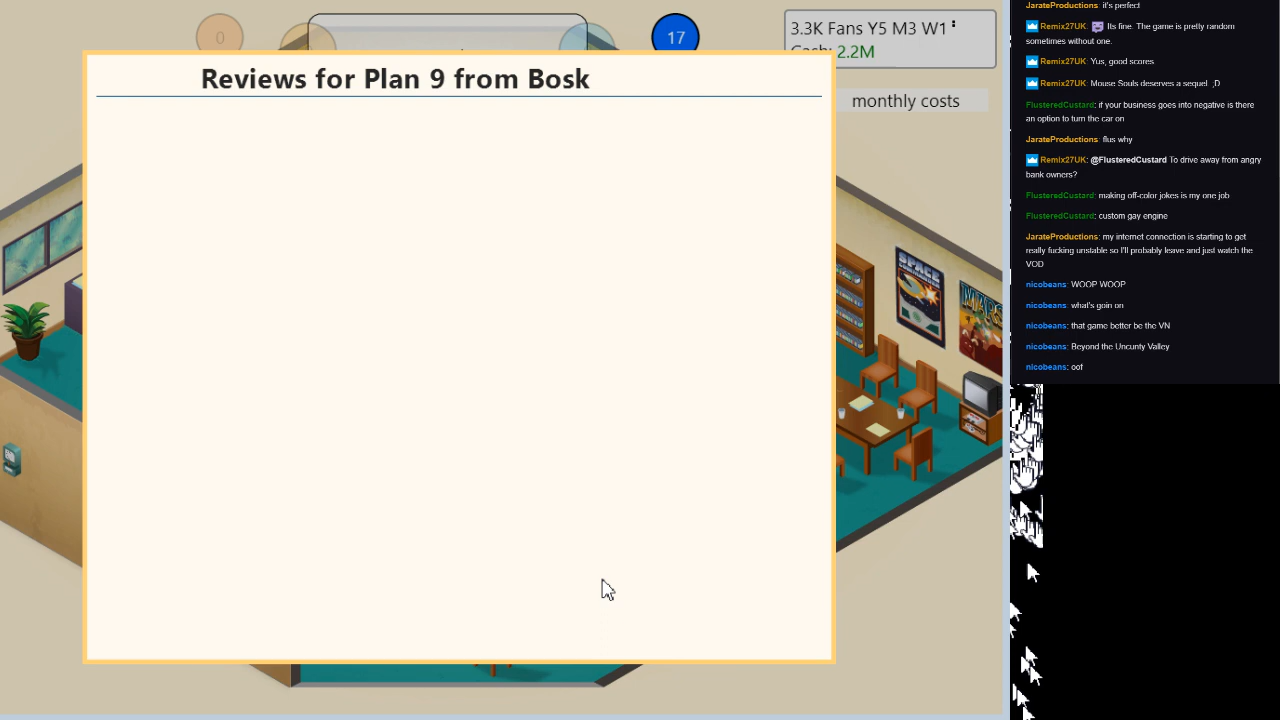 0
17
3.3K Fans Y5 M3 W1
Cash: 2.2M
Reviews for Plan 9 from Bosk
monthly costs
SPACE
JarateProductions: it's perfect
Remix27UK: Its fine. The game is pretty random
sometimes without one.
Remix27UK: Yus, good scores
Remix27UK: Mouse Souls deserves a sequel. ;D
FlusteredCustard: if your business goes into negative is there
an option to turn the car on
JarateProductions: flus why
Remix27UK: @FlusteredCustard To drive away from angry
bank owners?
FlusteredCustard: making off-color jokes is my one job
FlusteredCustard: custom gay engine
JarateProductions: my internet connection is starting to get
really fucking unstable so I'll probably leave and just watch the
VOD
nicobeans: WOOP WOOP
nicobeans: what's goin on
nicobeans: that game better be the VN
nicobeans: Beyond the Uncunty Valley
nicobeans: oof